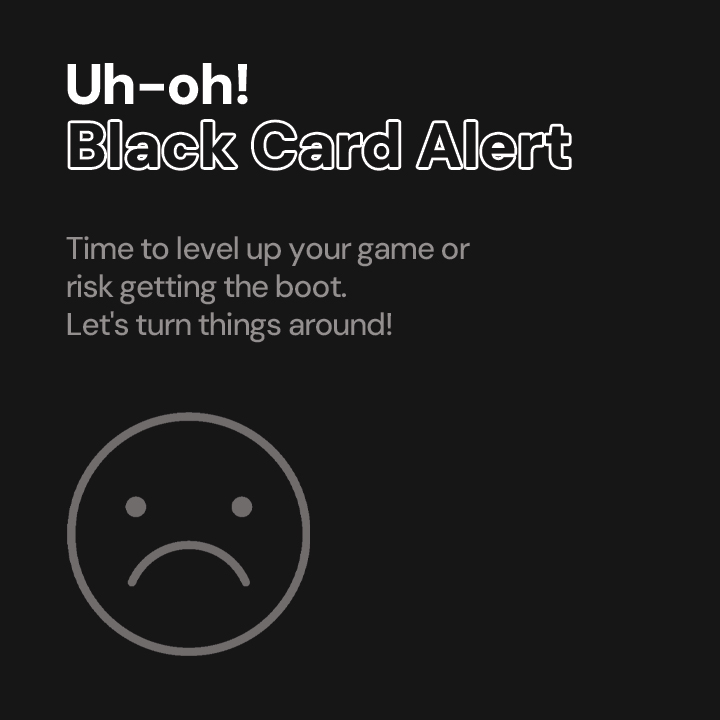 Uh-oh!
Black Card Alert
Time to level up your game or
risk getting the boot.
Let's turn things around!